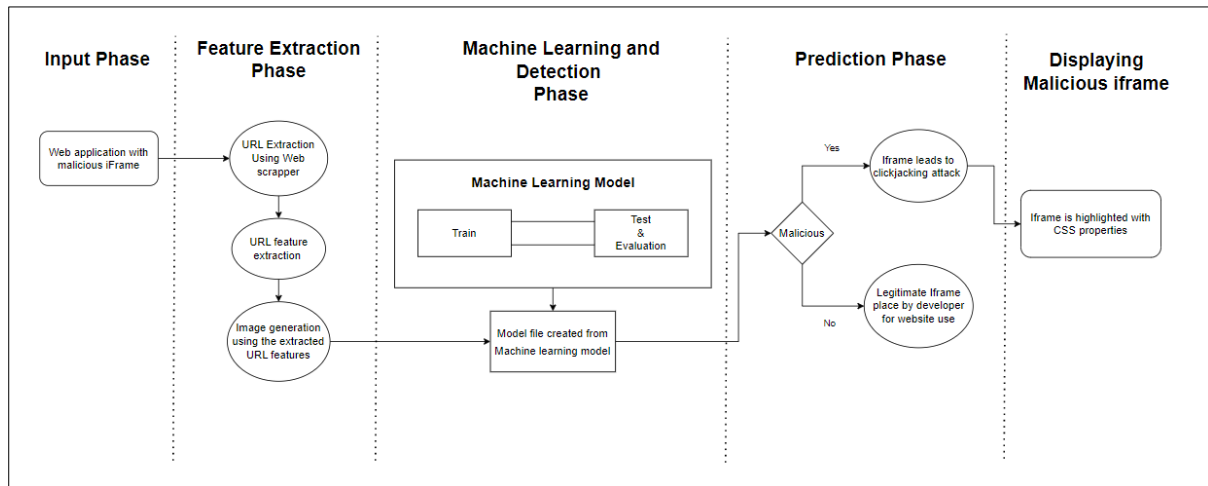 Input Phase
Feature Extraction
Phase
Machine Learning and
Detection
Phase
Prediction Phase
Displaying
Malicious iframe
Web application with
malicious iFrame
URL Extraction
Using Web
scrapper
URL feature
extraction
Image generation
using the extracted
URL features
Machine Learning Model
Train
Test
&
Evaluation
Model file created from
Machine learning model
Malicious
Yes
No
Iframe leads to
clickjacking attack
Legitimate Iframe
place by developer
for website use
Iframe is highlighted with
CSS properties